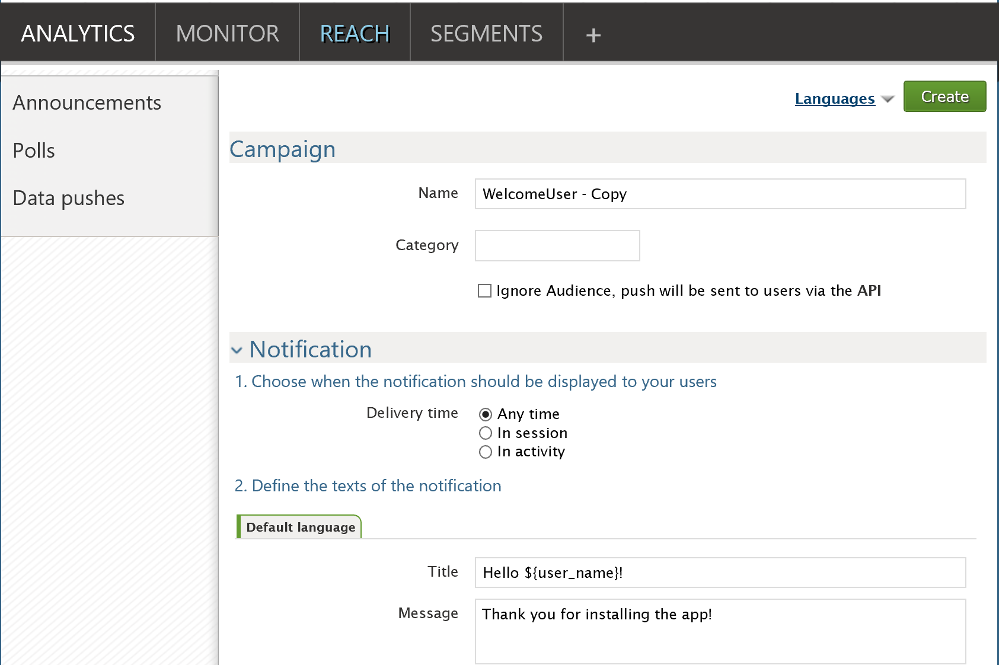 ANALYTICS MONITOR REACH SEGMENTS +
Announcements
Polls
Data pushes
Languages Create
Campaign
Name WelcomeUser - Copy
Category
Ignore Audience, push will be sent to users via the API
Notification
1. Choose when the notification should be displayed to your users
Delivery time Any time
In session
In activity
2. Define the texts of the notification
Default language
Title Hello ${user_name}!
Message Thank you for installing the app!